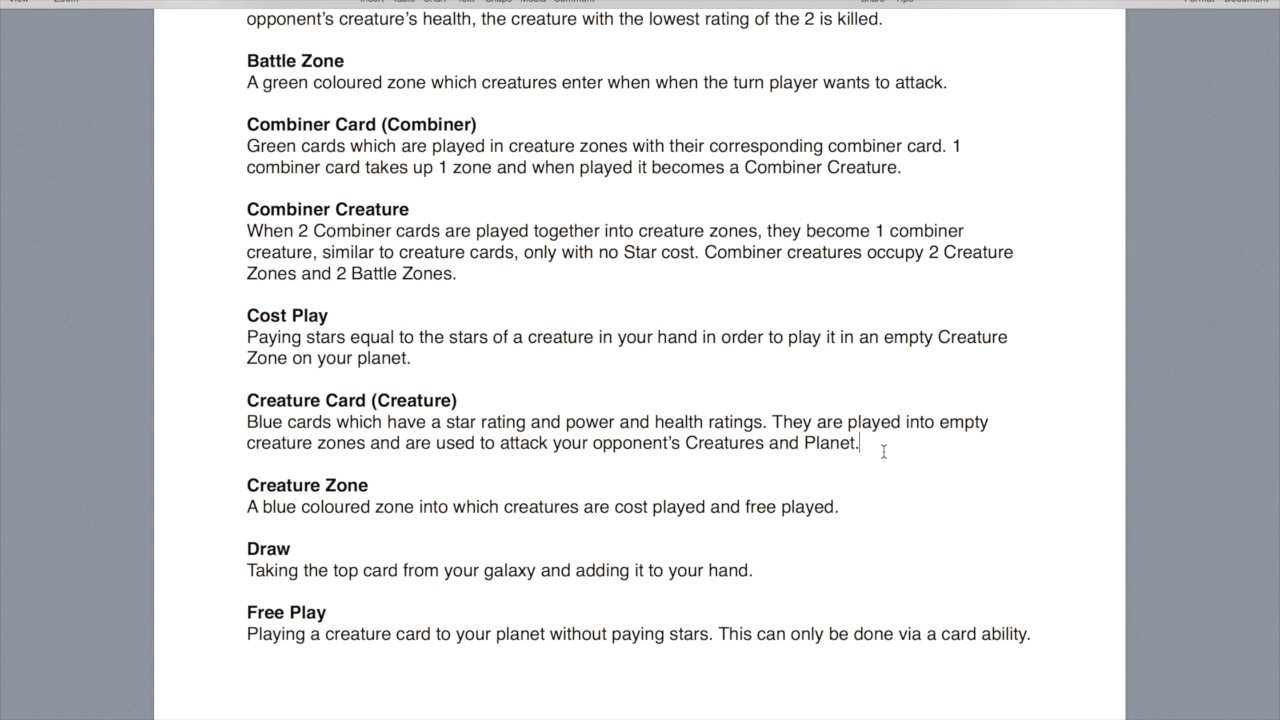 opponent's creature's health, the creature with the lowest rating of the 2 is killed.
Battle Zone
A green coloured zone which creatures enter when when the turn player wants to attack.
Combiner Card (Combiner)
Green cards which are played in creature zones with their corresponding combiner card. 1
combiner card takes up 1 zone and when played it becomes a Combiner Creature.
Combiner Creature
When 2 Combiner cards are played together into creature zones, they become 1 combiner
creature, similar to creature cards, only with no Star cost. Combiner creatures occupy 2 Creature
Zones and 2 Battle Zones.
Cost Play
Paying stars equal to the stars of a creature in your hand in order to play it in an empty Creature
Zone on your planet.
Creature Card (Creature)
Blue cards which have a star rating and power and health ratings. They are played into empty
creature zones and are used to attack your opponent's Creatures and Planet.
Creature Zone
A blue coloured zone into which creatures are cost played and free played.
Draw
Taking the top card from your galaxy and adding it to your hand.
Free Play
Playing a creature card to your planet without paying stars. This can only be done via a card ability.